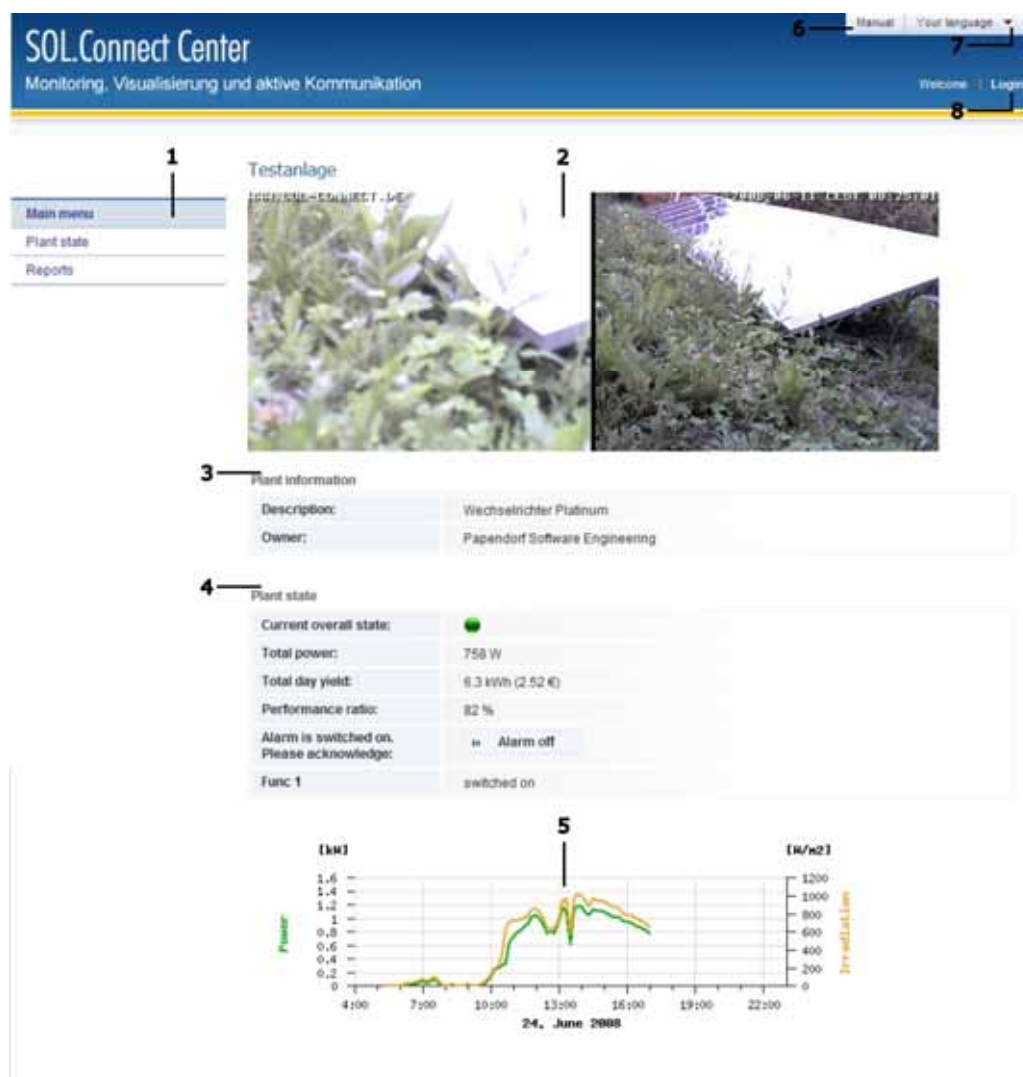 6
Manual | Your language
7
SOL.Connect Center
Monitoring, Visualisierung und aktive Kommunikation
Welcome | Login
8
1
2
Testanlage
Main menu
Plant state
Reports
3
Plant information
Description: Wechselrichter Platinum
Owner: Papendorf Software Engineering
4
Plant state
Current overall state:
Total power: 758 W
Total day yield: 6.3 kWh (2.52 €)
Performance ratio: 82 %
Alarm is switched on.
Please acknowledge:
Alarm off
Func 1 switched on
5
[kW] [W/m2]
1.6 1200
1.4 1000
1.2 800
1 600
0.8 400
0.6 200
0.4 0
0.2
0
Power
Irradiation
4:00 7:00 10:00 13:00 16:00 19:00 22:00
24. June 2008